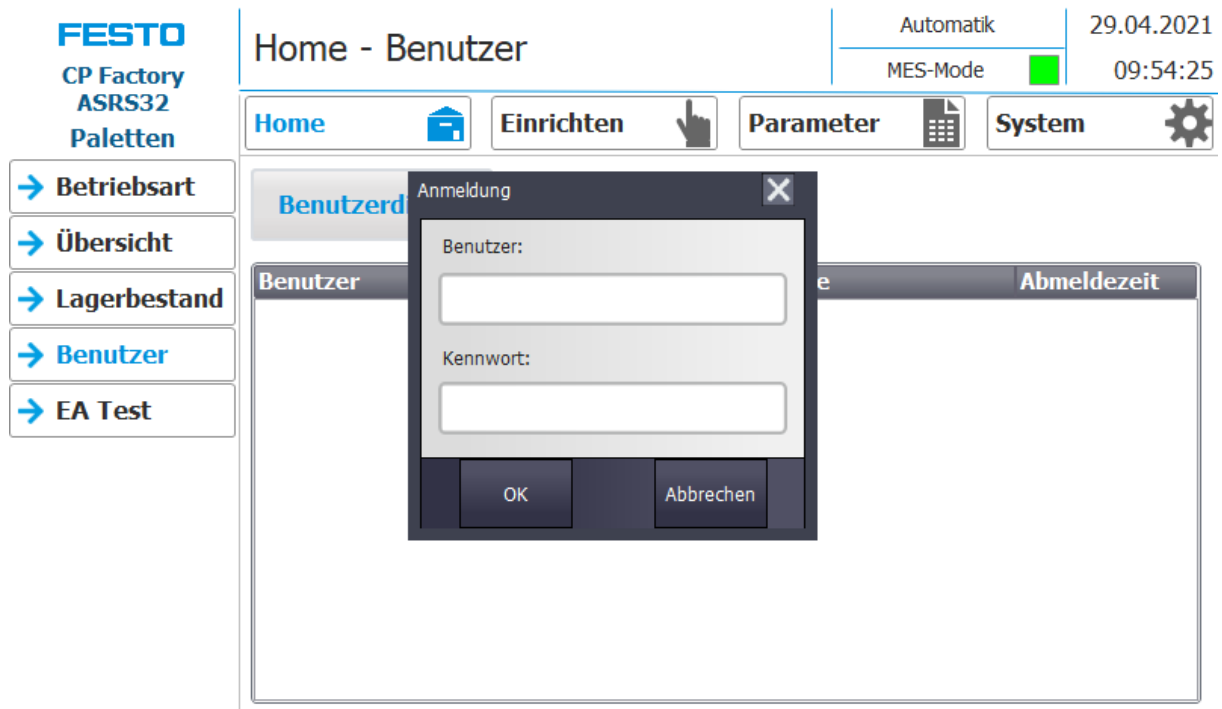 FESTO
CP Factory
ASRS32
Paletten
Home - Benutzer
Automatik
MES-Mode
29.04.2021
09:54:25
Home
Einrichten
Parameter
System
Betriebsart
Übersicht
Lagerbestand
Benutzer
EA Test
Anmeldung
Benutzer:
Kennwort:
OK
Abbrechen
Benutzer
Abmeldezeit